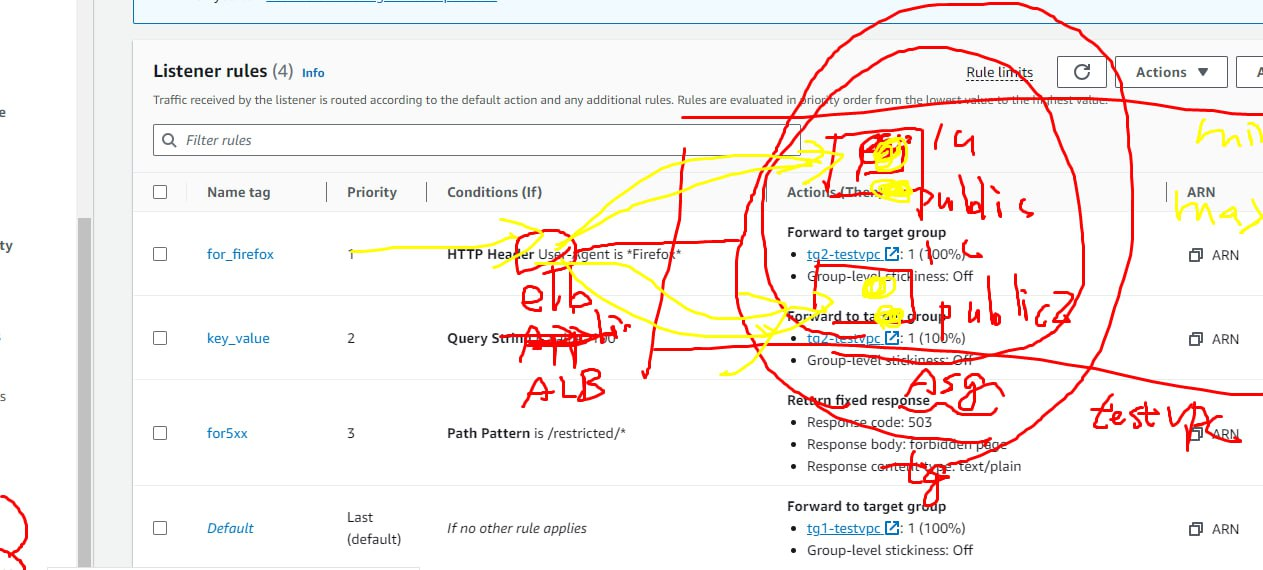 Listener rules (4) Info
Rule limits
Actions
Traffic received by the listener is routed according to the default action and any additional rules. Rules are evaluated in priority order from the lowest value to the highest value.
Filter rules
1a
Name tag
Priority
Conditions (If)
Actions (Then)
ARN
public
1c
for_firefox
1
HTTP Header User-Agent is *Firefox*
Forward to target group
tg2-testvpc: 1 (100%)
Group-level stickiness: Off
ARN
elb
ALB
public2
key_value
2
Query String
Forward to target group
tg2-testvpc: 1 (100%)
Group-level stickiness: Off
ARN
Asg
testvpc
for5xx
3
Path Pattern is /restricted/*
Return fixed response
Response code: 503
Response body: forbidden page
Response content type: text/plain
ARN
tg
Default
Last (default)
If no other rule applies
Forward to target group
tg1-testvpc: 1 (100%)
Group-level stickiness: Off
ARN